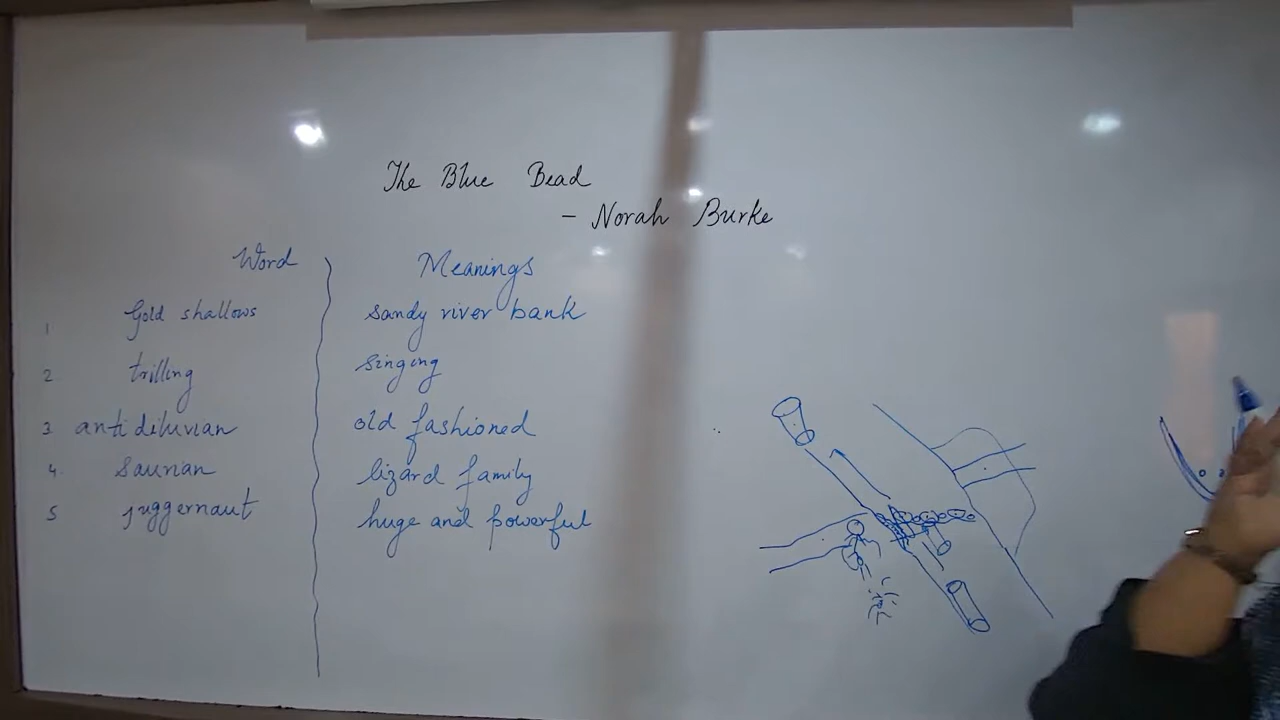 The Blue Bead
- Norah Burke
Word Meanings
1 Gold shallows sandy river bank
2 trilling singing
3 antidiluvian old fashioned
4. Saurian lizard family
5 juggernaut huge and powerful